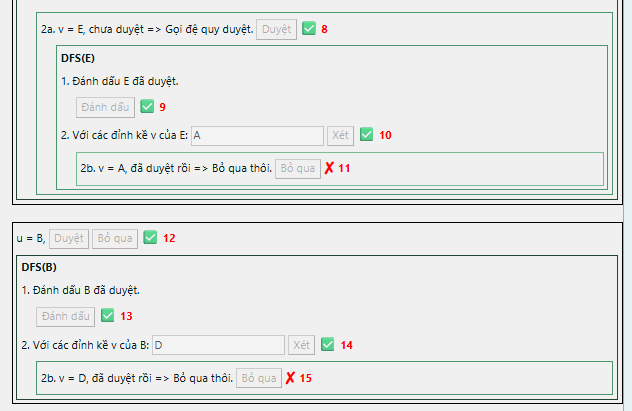 2a. v = E, chưa duyệt => Gọi đệ quy duyệt. Duyệt ✅ 8
DFS(E)
1. Đánh dấu E đã duyệt.
Đánh dấu ✅ 9
2. Với các đỉnh kề v của E: A Xét ✅ 10
2b. v = A, đã duyệt rồi => Bỏ qua thôi. Bỏ qua ✗ 11
u = B, Duyệt Bỏ qua ✅ 12
DFS(B)
1. Đánh dấu B đã duyệt.
Đánh dấu ✅ 13
2. Với các đỉnh kề v của B: D Xét ✅ 14
2b. v = D, đã duyệt rồi => Bỏ qua thôi. Bỏ qua ✗ 15